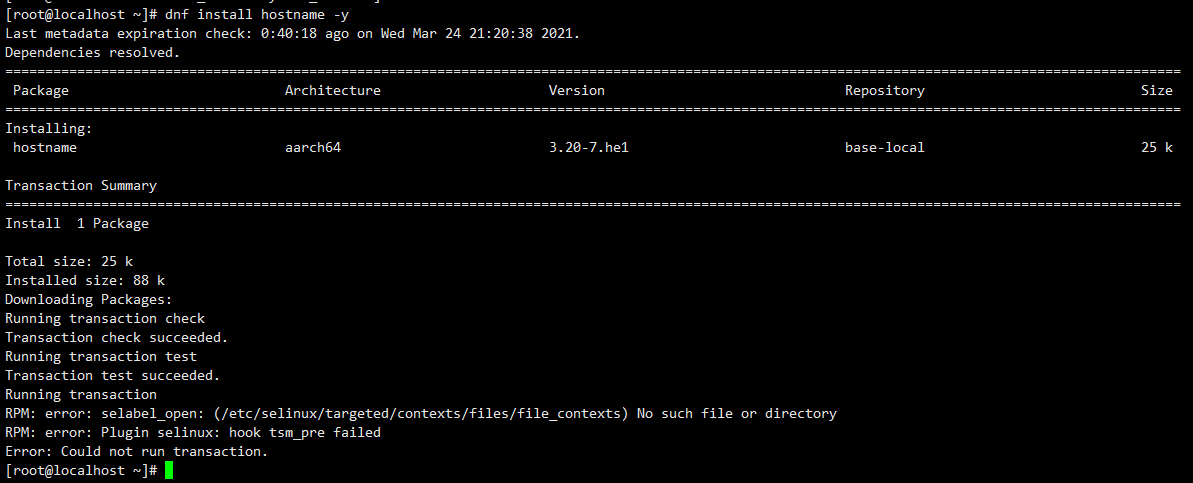 [root@localhost ~]# dnf install hostname -y
Last metadata expiration check: 0:40:18 ago on Wed Mar 24 21:20:38 2021.
Dependencies resolved.
================================================================================
Package Architecture Version Repository Size
================================================================================
Installing:
hostname aarch64 3.20-7.he1 base-local 25 k
Transaction Summary
================================================================================
Install 1 Package
Total size: 25 k
Installed size: 88 k
Downloading Packages:
Running transaction check
Transaction check succeeded.
Running transaction test
Transaction test succeeded.
Running transaction
RPM: error: selabel_open: (/etc/selinux/targeted/contexts/files/file_contexts) No such file or directory
RPM: error: Plugin selinux: hook tsm_pre failed
Error: Could not run transaction.
[root@localhost ~]#